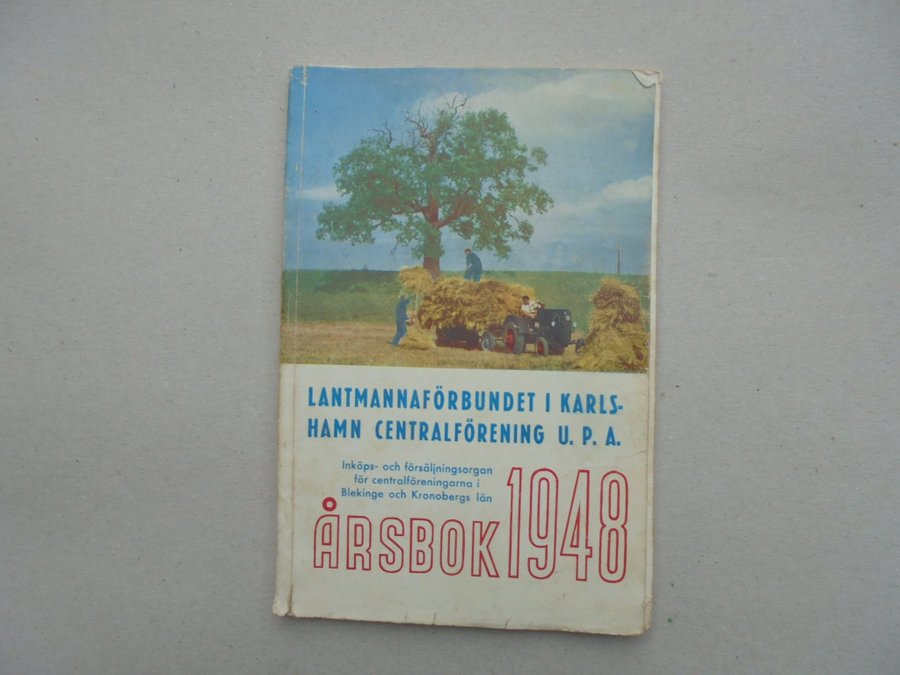 LANTMANNAFÖRBUNDET I KARLS-
HAMN CENTRALFÖRENING U. P. A.
Inköps- och försäljningsorgan
för centralföreningarna i
Blekinge och Kronobergs län
ÅRSBOK 1948